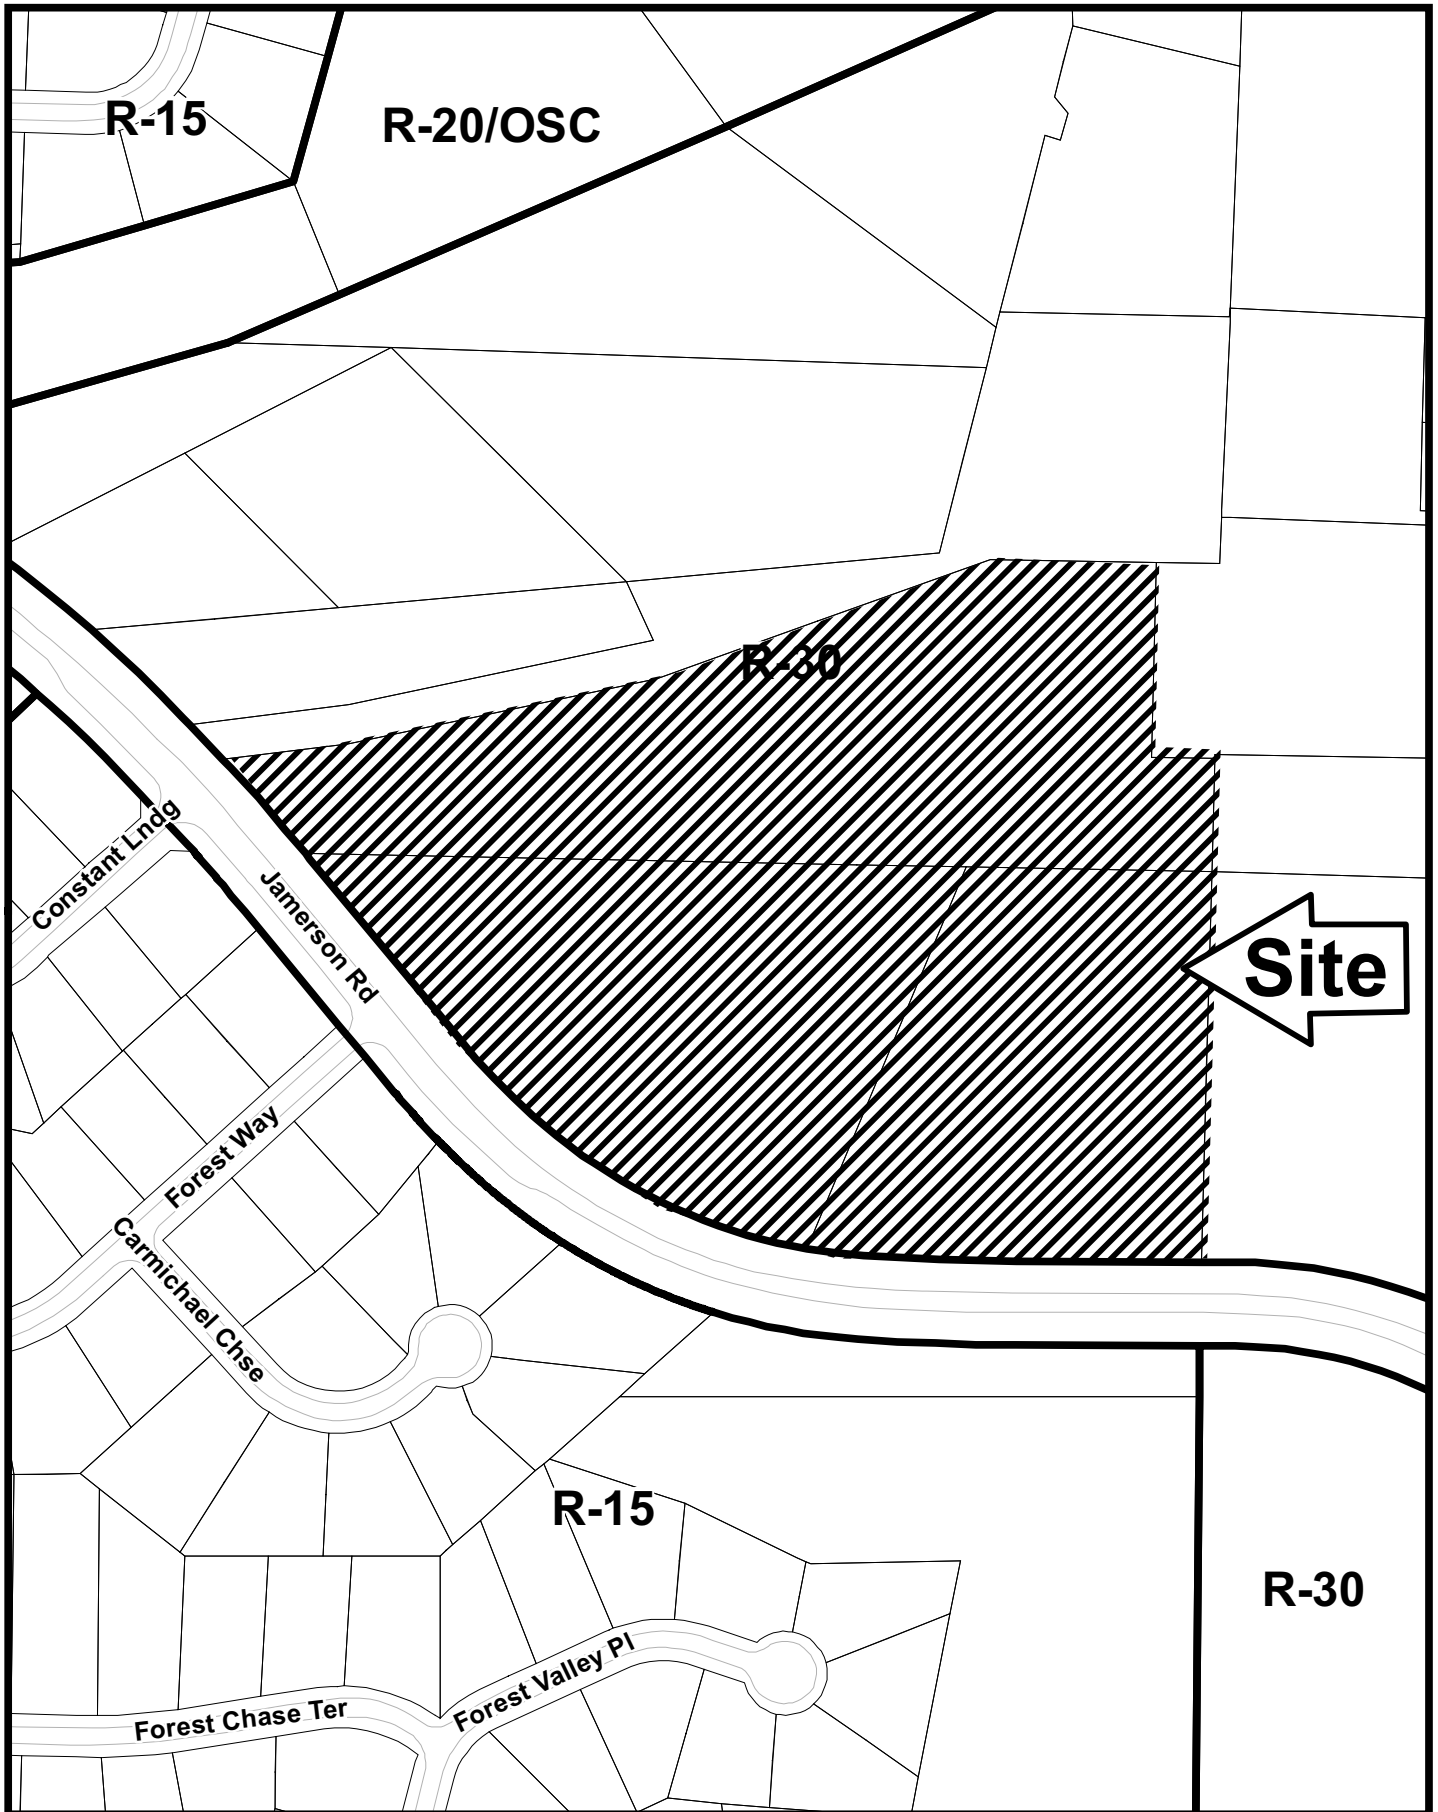 R-15
R-20/OSC
R-30
Constant Lndg
Jamerson Rd
Site
Forest Way
Carmichael Chse
R-15
R-30
Forest Valley Pl
Forest Chase Ter